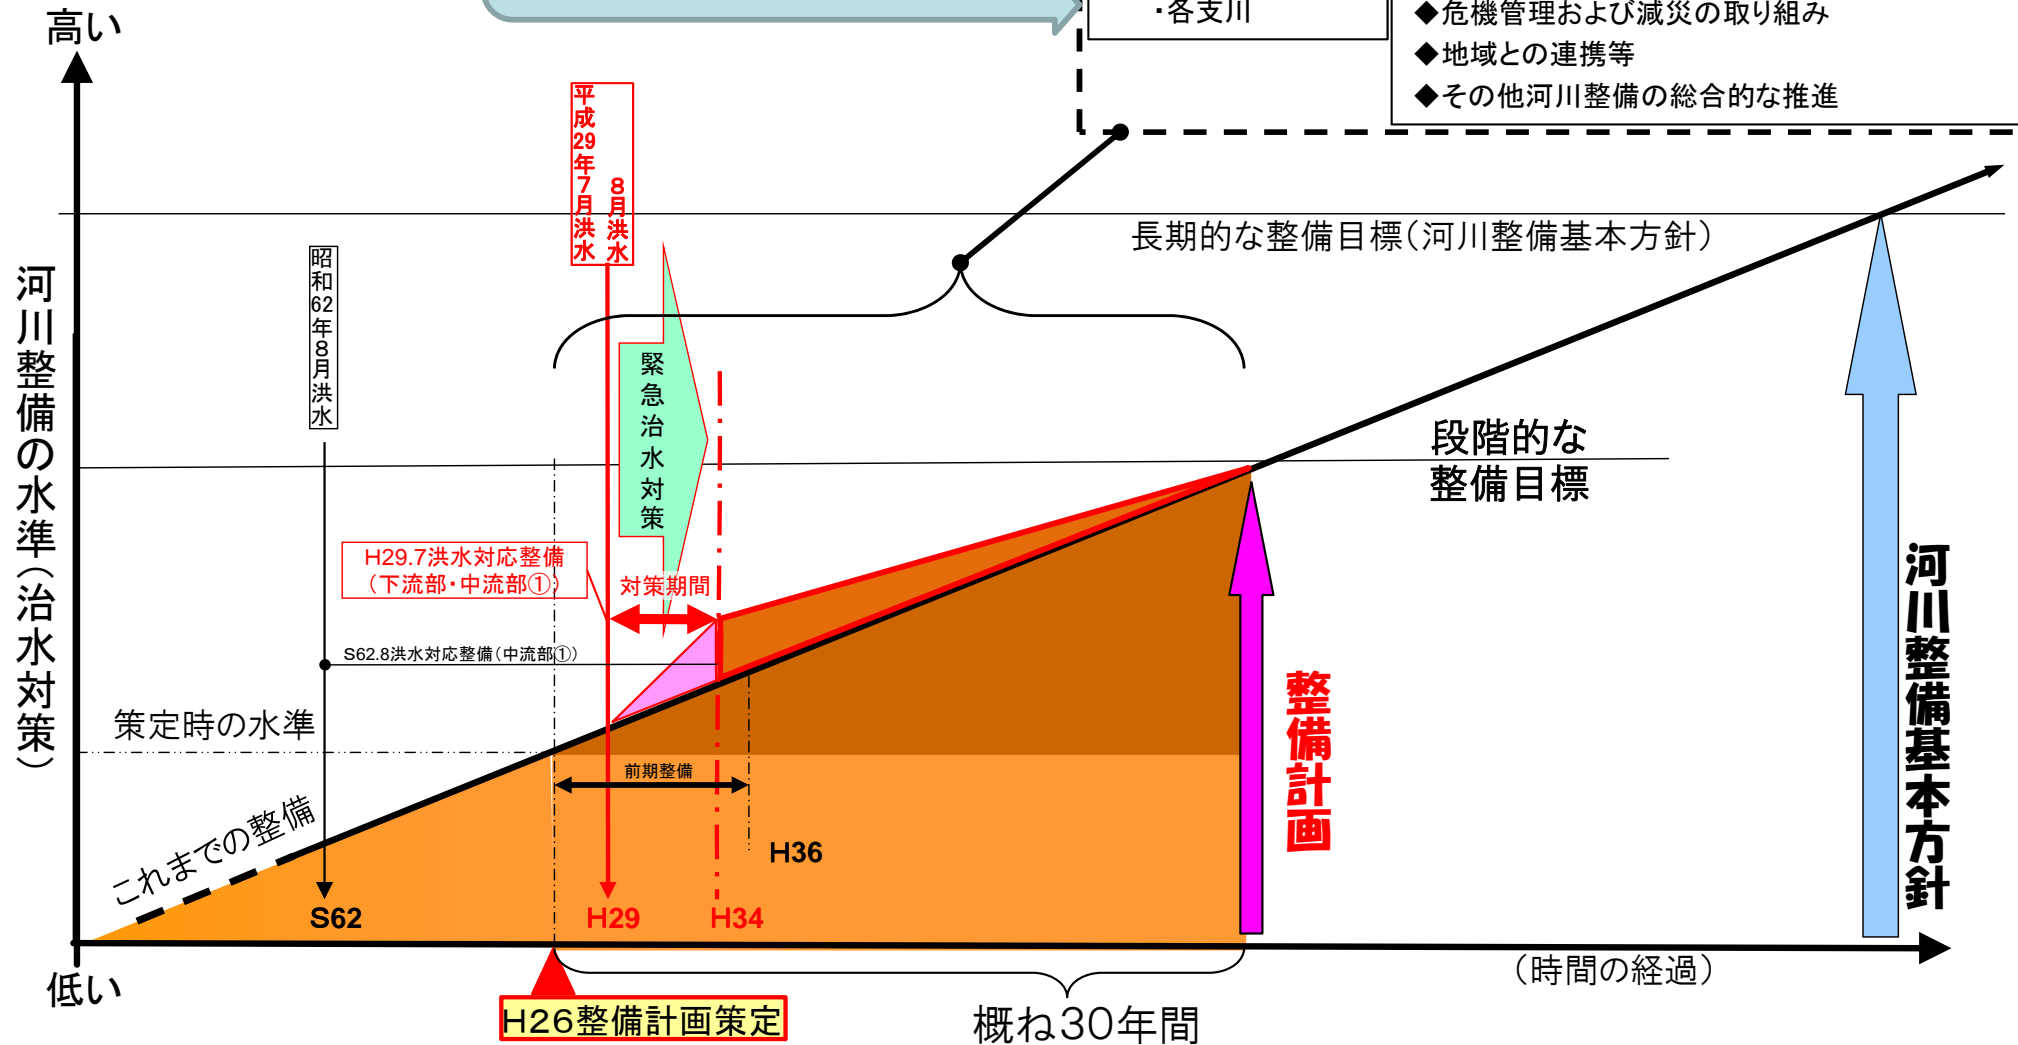 ・各支川
◆危機管理および減災の取り組み
◆地域との連携等
◆その他河川整備の総合的な推進
高い
平成29年7月洪水
8月洪水
長期的な整備目標（河川整備基本方針）
昭和62年8月洪水
河川整備の水準（治水対策）
緊急治水対策
段階的な
整備目標
H29.7洪水対応整備
（下流部・中流部①）
対策期間
S62.8洪水対応整備（中流部①）
河川整備基本方針
整備計画
策定時の水準
前期整備
これまでの整備
H36
S62
H29
H34
低い
（時間の経過）
H26整備計画策定
概ね30年間